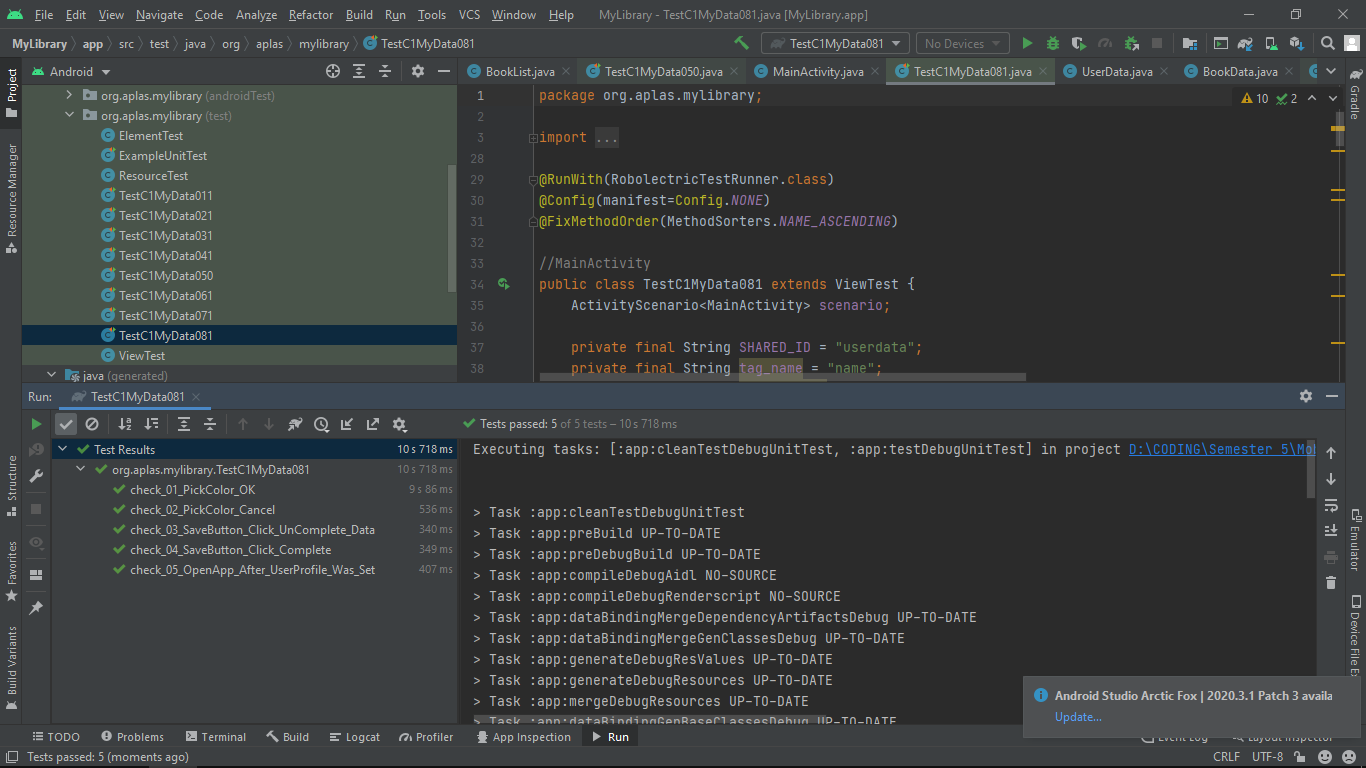 File Edit View Navigate Code Analyze Refactor Build Run Tools VCS Window Help MyLibrary - TestC1MyData081.java [MyLibrary.app]
MyLibrary app src test java org aplas mylibrary TestC1MyData081 TestC1MyData081 No Devices
Project
Android
BookList.java TestC1MyData050.java MainActivity.java TestC1MyData081.java UserData.java BookData.java
Gradle
Resource Manager
org.aplas.mylibrary (androidTest)
org.aplas.mylibrary (test)
ElementTest
ExampleUnitTest
ResourceTest
TestC1MyData011
TestC1MyData021
TestC1MyData031
TestC1MyData041
TestC1MyData050
TestC1MyData061
TestC1MyData071
TestC1MyData081
ViewTest
java (generated)
10 2
1 package org.aplas.mylibrary;
2
3 import ...
28
29 @RunWith(RobolectricTestRunner.class)
30 @Config(manifest=Config.NONE)
31 @FixMethodOrder(MethodSorters.NAME_ASCENDING)
32
33 //MainActivity
34 public class TestC1MyData081 extends ViewTest {
35 ActivityScenario<MainActivity> scenario;
36
37 private final String SHARED_ID = "userdata";
38 private final String tag_name = "name";
Run: TestC1MyData081
Tests passed: 5 of 5 tests – 10 s 718 ms
Structure
Favorites
Build Variants
Test Results 10 s 718 ms
org.aplas.mylibrary.TestC1MyData081 10 s 718 ms
check_01_PickColor_OK 9 s 86 ms
check_02_PickColor_Cancel 536 ms
check_03_SaveButton_Click_UnComplete_Data 340 ms
check_04_SaveButton_Click_Complete 349 ms
check_05_OpenApp_After_UserProfile_Was_Set 407 ms
Executing tasks: [:app:cleanTestDebugUnitTest, :app:testDebugUnitTest] in project D:\CODING\Semester 5\Mo
> Task :app:cleanTestDebugUnitTest
> Task :app:preBuild UP-TO-DATE
> Task :app:preDebugBuild UP-TO-DATE
> Task :app:compileDebugAidl NO-SOURCE
> Task :app:compileDebugRenderscript NO-SOURCE
> Task :app:dataBindingMergeDependencyArtifactsDebug UP-TO-DATE
> Task :app:dataBindingMergeGenClassesDebug UP-TO-DATE
> Task :app:generateDebugResValues UP-TO-DATE
> Task :app:generateDebugResources UP-TO-DATE
> Task :app:mergeDebugResources UP-TO-DATE
> Task :app:dataBindingGenBaseClassesDebug UP-TO-DATE
Emulator
Device File Ex
Android Studio Arctic Fox | 2020.3.1 Patch 3 availa
Update...
TODO Problems Terminal Build Logcat Profiler App Inspection Run Event Log Layout Inspector
Tests passed: 5 (moments ago) CRLF UTF-8